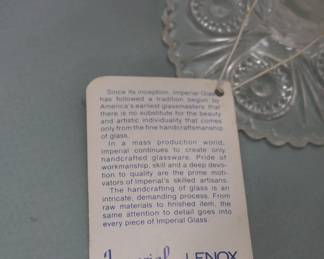 Since its inception, Imperial Glass
has followed a tradition begun by
America's earliest glassmasters: that
there is no substitute for the beauty
and artistic individuality that comes
only from the fine handcraftsmanship
of glass.
In a mass production world,
Imperial continues to create only
handcrafted glassware. Pride of
workmanship, skill and a deep devo-
tion to quality are the prime mot-
ivators of Imperial's skilled artisans.
The handcrafting of glass is an
intricate, demanding process. From
raw materials to finished item, the
same attention to detail goes into
every piece of Imperial Glass.
Imperial LENOX